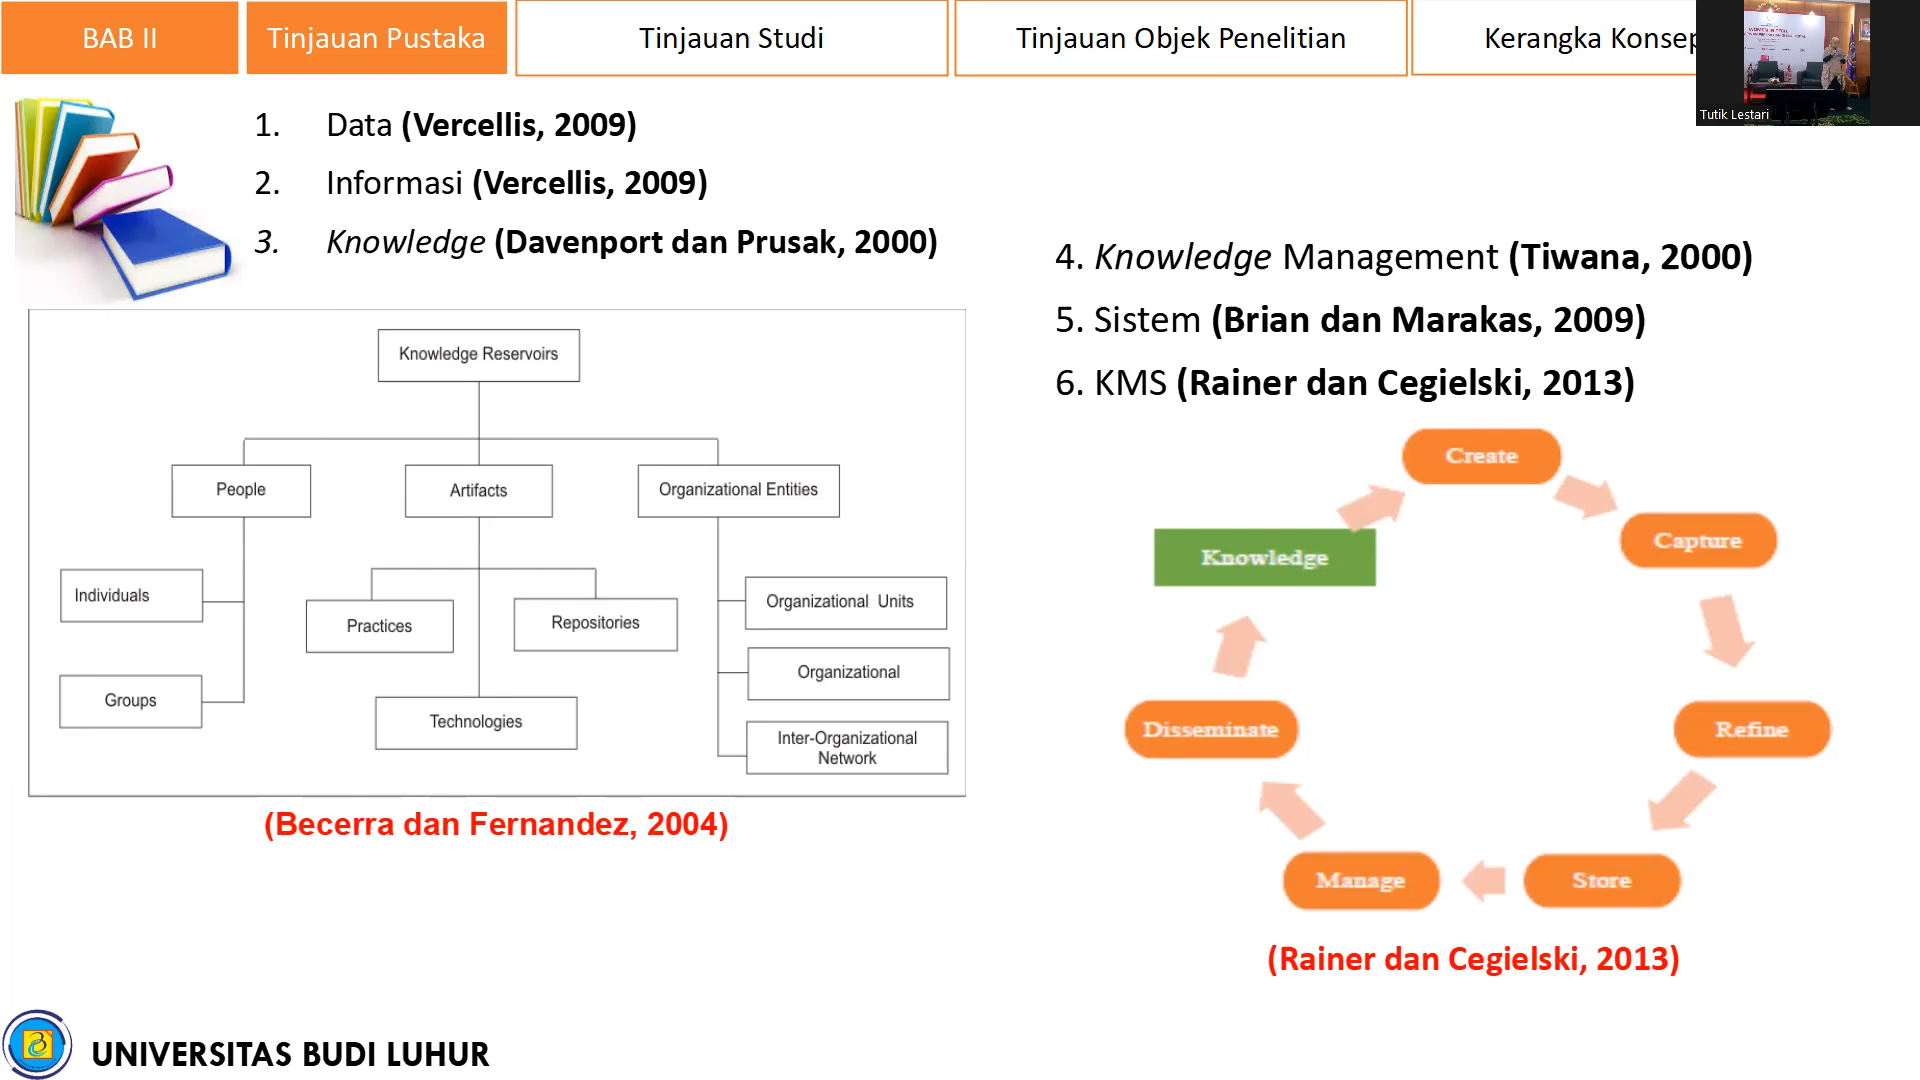 BAB II
Tinjauan Pustaka
Tinjauan Studi
Tinjauan Objek Penelitian
Kerangka Konsep
Tutik Lestari
1. Data (Vercellis, 2009)
2. Informasi (Vercellis, 2009)
3. Knowledge (Davenport dan Prusak, 2000)
Knowledge Reservoirs
People
Artifacts
Organizational Entities
Individuals
Groups
Practices
Repositories
Technologies
Organizational Units
Organizational
Inter-Organizational
Network
(Becerra dan Fernandez, 2004)
4. Knowledge Management (Tiwana, 2000)
5. Sistem (Brian dan Marakas, 2009)
6. KMS (Rainer dan Cegielski, 2013)
Create
Capture
Knowledge
Refine
Disseminate
Store
Manage
(Rainer dan Cegielski, 2013)
UNIVERSITAS BUDI LUHUR